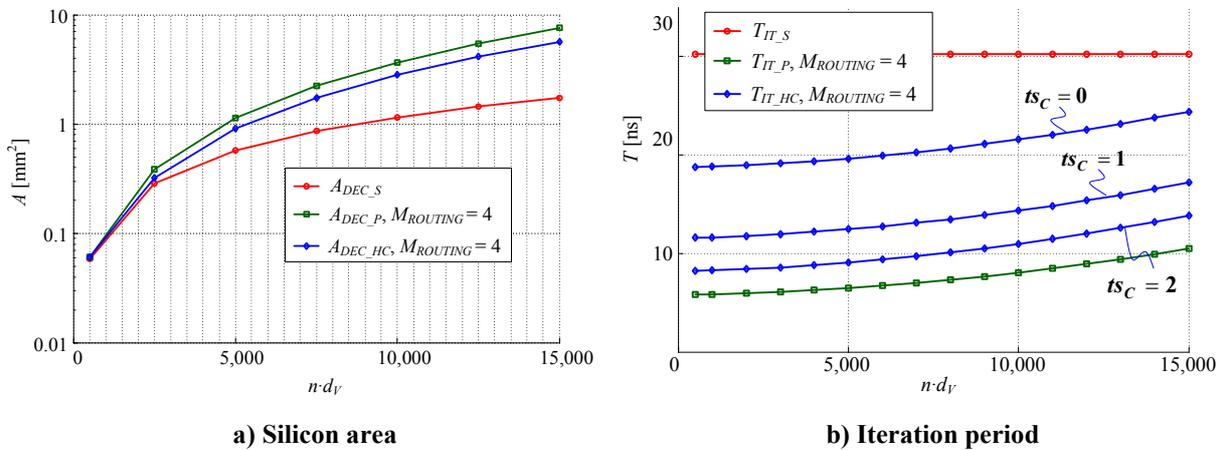 10
1
0.1
0.01
A [mm²]
0
5,000
10,000
15,000
n·d_V
A_DEC_S
A_DEC_P, M_ROUTING = 4
A_DEC_HC, M_ROUTING = 4
a) Silicon area
30
20
10
T [ns]
0
5,000
10,000
15,000
n·d_V
T_IT_S
T_IT_P, M_ROUTING = 4
T_IT_HC, M_ROUTING = 4
ts_C = 0
ts_C = 1
ts_C = 2
b) Iteration period